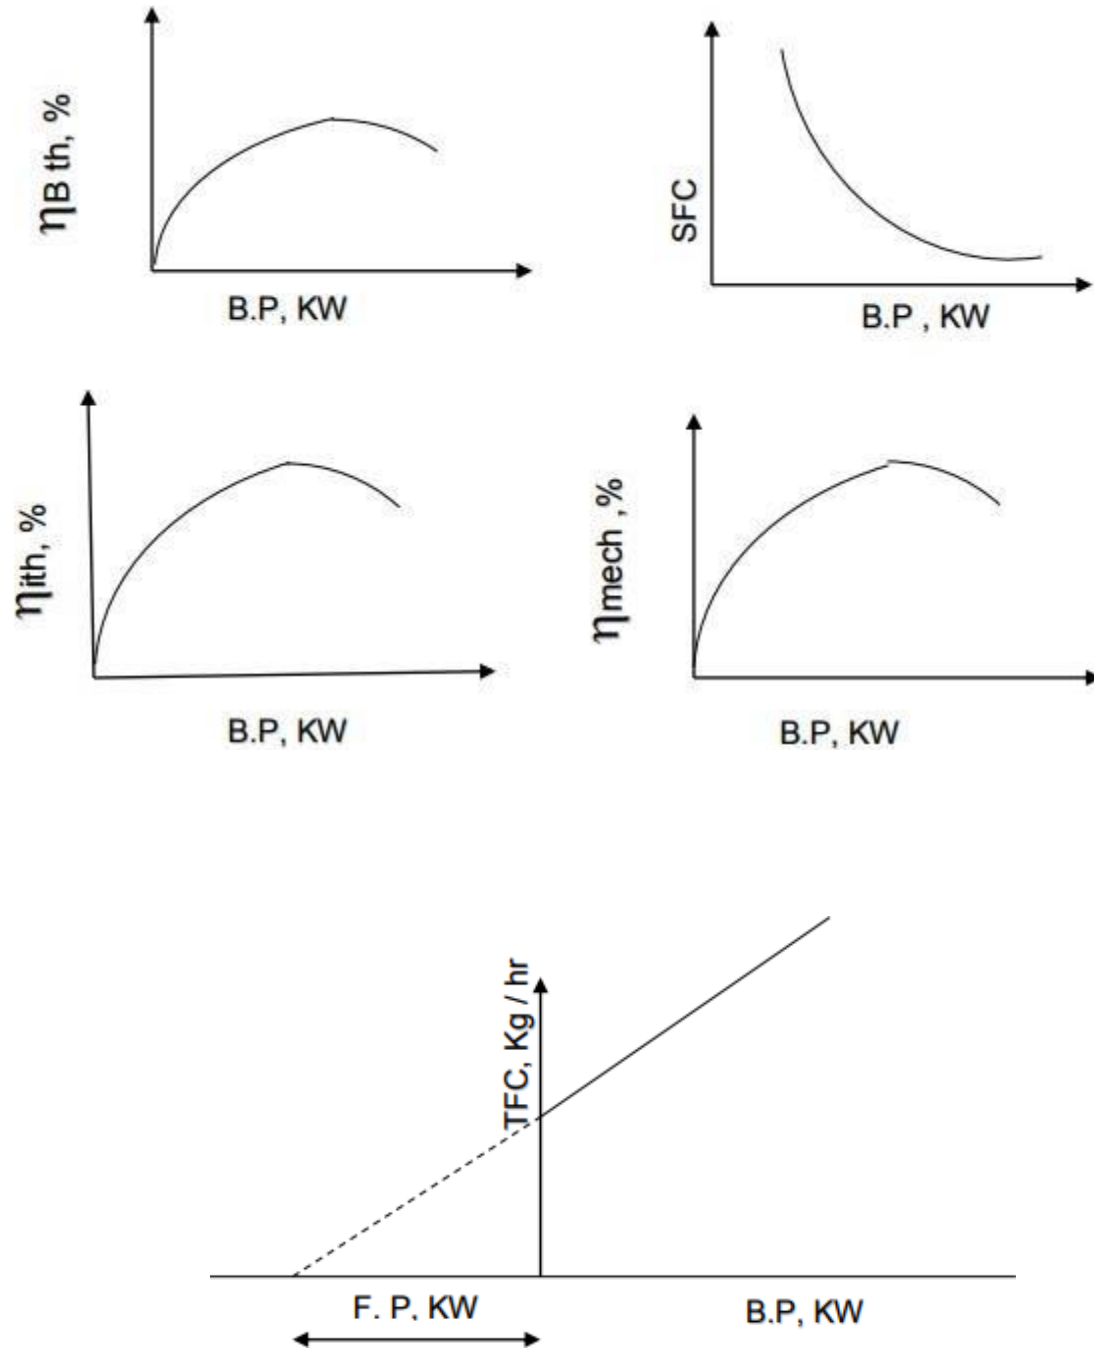 ηB th, %
B.P, KW
SFC
B.P , KW
ηith, %
B.P, KW
ηmech ,%
B.P, KW
TFC, Kg / hr
F. P, KW
B.P, KW